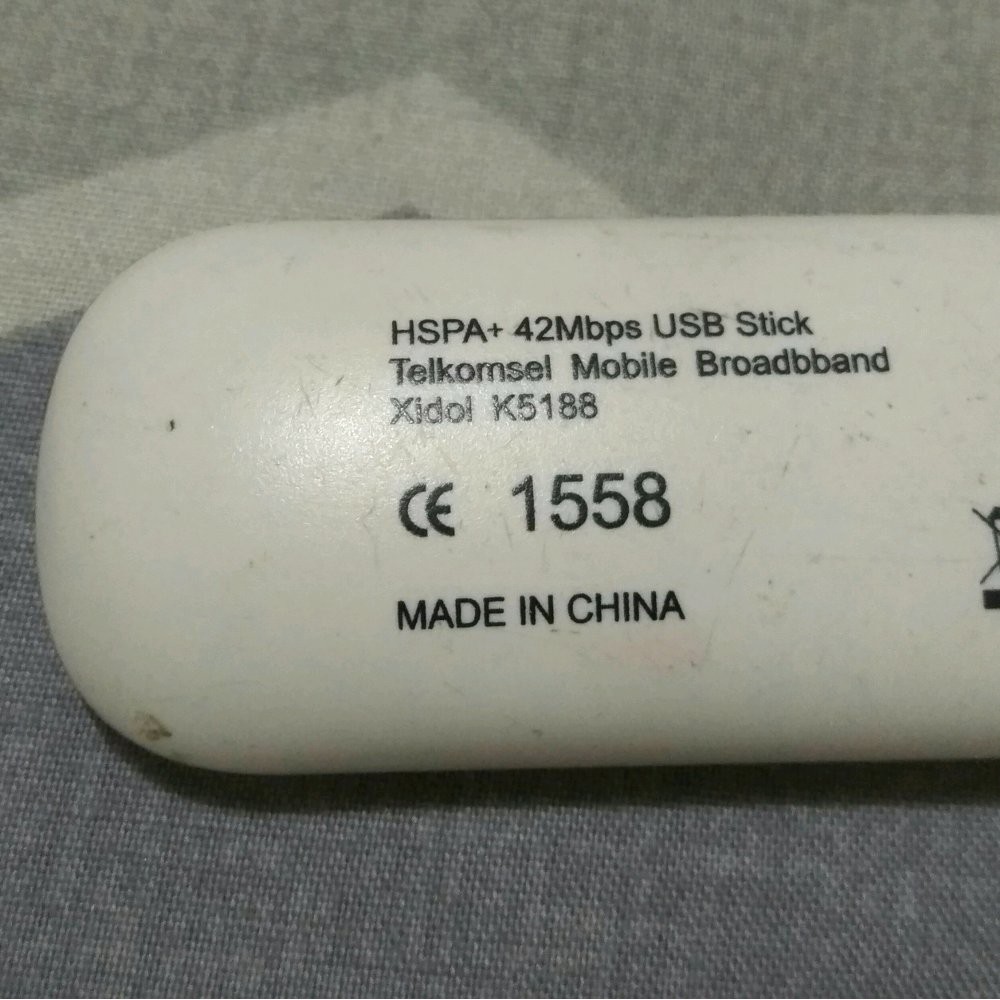 HSPA+ 42Mbps USB Stick
Telkomsel Mobile Broadbband
Xidol K5188
CE 1558
MADE IN CHINA